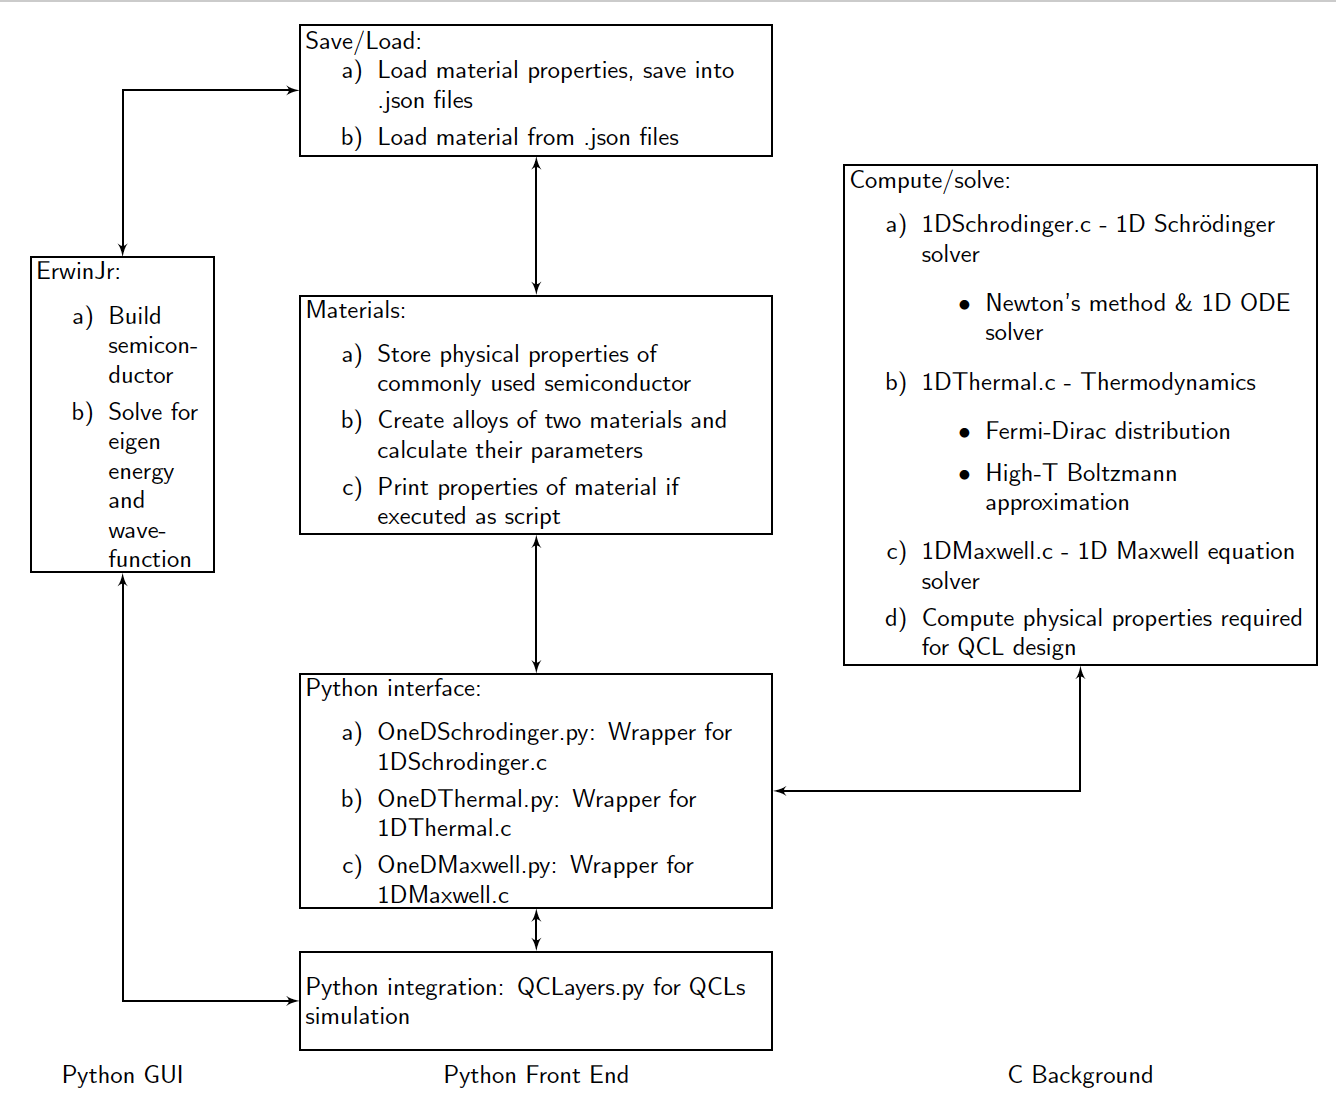 Save/Load:
a) Load material properties, save into
.json files
b) Load material from .json files
ErwinJr:
a) Build
semicon-
ductor
b) Solve for
eigen
energy
and
wave-
function
Materials:
a) Store physical properties of
commonly used semiconductor
b) Create alloys of two materials and
calculate their parameters
c) Print properties of material if
executed as script
Python interface:
a) OneDSchrodinger.py: Wrapper for
1DSchrodinger.c
b) OneDThermal.py: Wrapper for
1DThermal.c
c) OneDMaxwell.py: Wrapper for
1DMaxwell.c
Python integration: QCLayers.py for QCLs
simulation
Compute/solve:
a) 1DSchrodinger.c - 1D Schrödinger
solver
• Newton's method & 1D ODE
solver
b) 1DThermal.c - Thermodynamics
• Fermi-Dirac distribution
• High-T Boltzmann
approximation
c) 1DMaxwell.c - 1D Maxwell equation
solver
d) Compute physical properties required
for QCL design
Python GUI
Python Front End
C Background